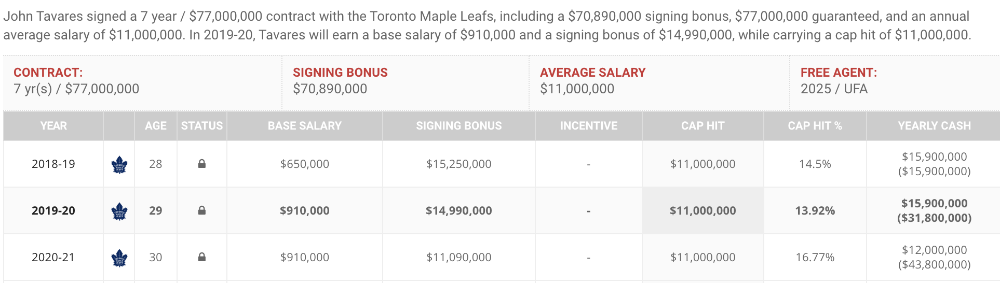 John Tavares signed a 7 year / $77,000,000 contract with the Toronto Maple Leafs, including a $70,890,000 signing bonus, $77,000,000 guaranteed, and an annual
average salary of $11,000,000. In 2019-20, Tavares will earn a base salary of $910,000 and a signing bonus of $14,990,000, while carrying a cap hit of $11,000,000.
CONTRACT: SIGNING BONUS AVERAGE SALARY FREE AGENT:
7 yr(s) / $77,000,000 $70,890,000 $11,000,000 2025 / UFA
YEAR AGE STATUS BASE SALARY SIGNING BONUS INCENTIVE CAP HIT CAP HIT % YEARLY CASH
2018-19 28 $650,000 $15,250,000 - $11,000,000 14.5% $15,900,000
($15,900,000)
2019-20 29 $910,000 $14,990,000 - $11,000,000 13.92% $15,900,000
($31,800,000)
2020-21 30 $910,000 $11,090,000 - $11,000,000 16.77% $12,000,000
($43,800,000)